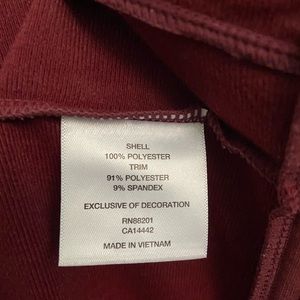 SHELL
100% POLYESTER
TRIM
91% POLYESTER
9% SPANDEX
EXCLUSIVE OF DECORATION
RN88201
CA14442
MADE IN VIETNAM